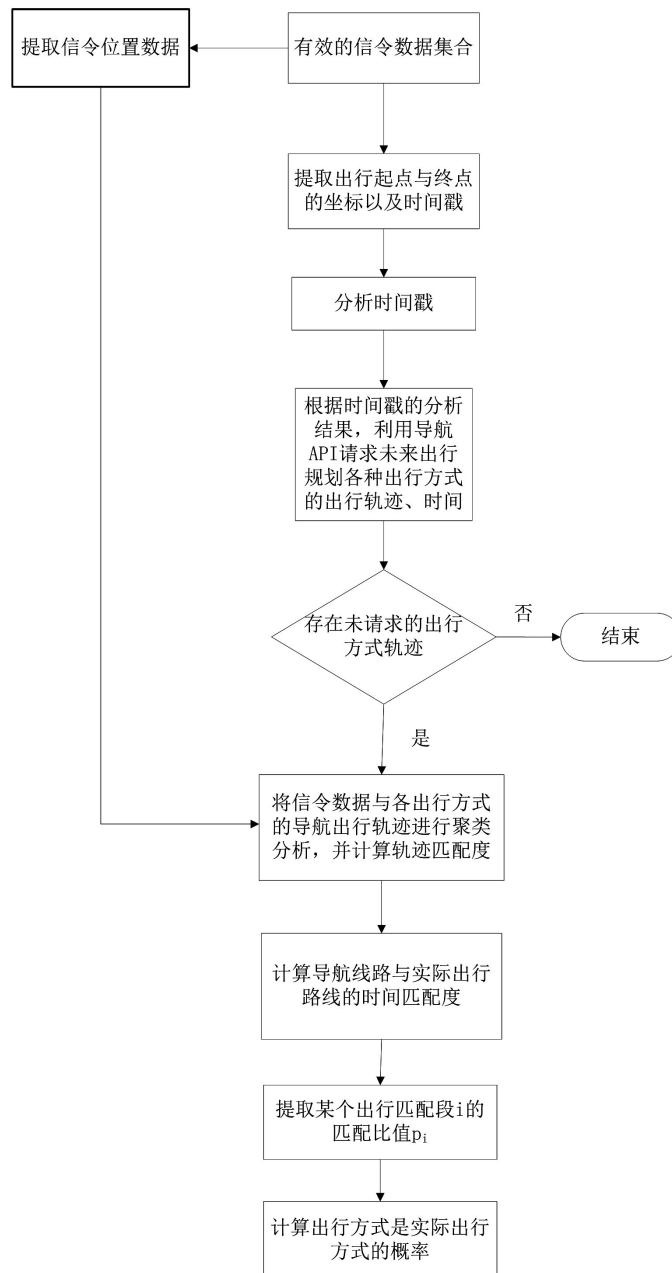 提取信令位置数据
有效的信令数据集合
提取出行起点与终点
的坐标以及时间戳
分析时间戳
根据时间戳的分析
结果，利用导航
API请求未来出行
规划各种出行方式
的出行轨迹、时间
存在未请求的出行
方式轨迹
否
结束
是
将信令数据与各出行方式
的导航出行轨迹进行聚类
分析，并计算轨迹匹配度
计算导航线路与实际出行
路线的时间匹配度
提取某个出行匹配段i的
匹配比值pᵢ
计算出行方式是实际出行
方式的概率